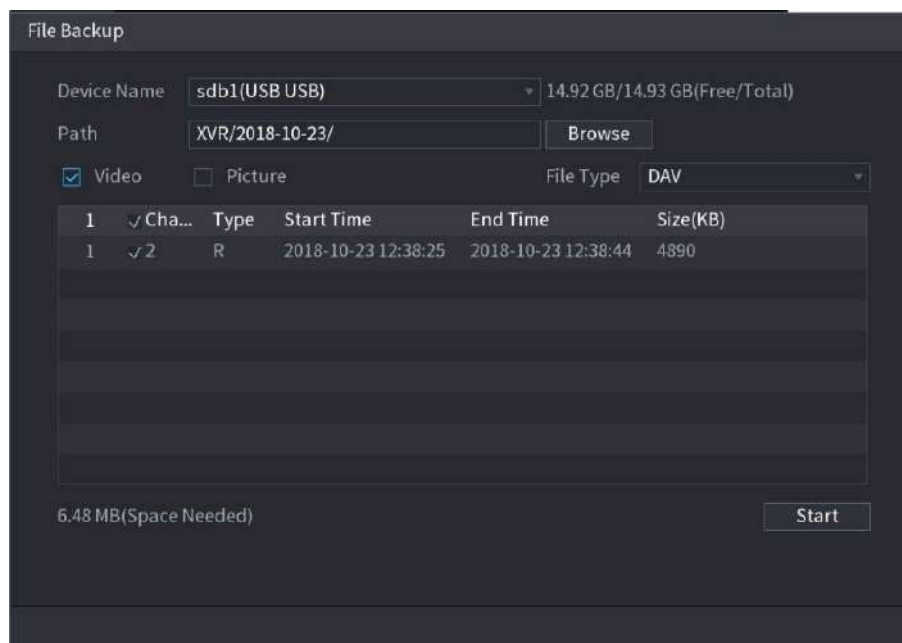 File Backup
Device Name sdb1(USB USB) 14.92 GB/14.93 GB(Free/Total)
Path XVR/2018-10-23/ Browse
Video Picture File Type DAV
1 Cha... Type Start Time End Time Size(KB)
1 2 R 2018-10-23 12:38:25 2018-10-23 12:38:44 4890
6.48 MB(Space Needed) Start